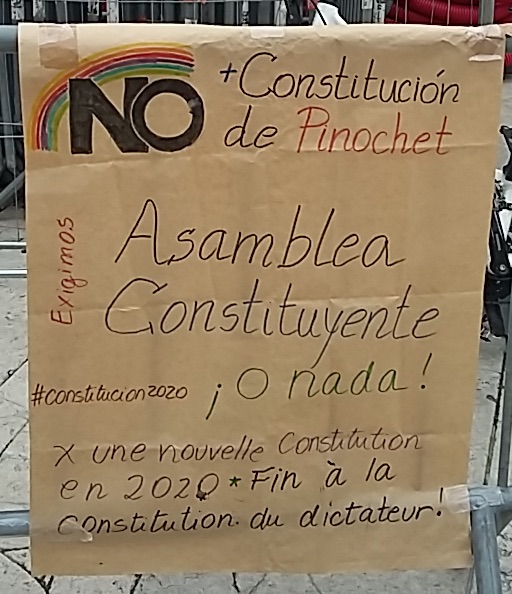 NO + Constitución
de Pinochet
Exigimos
Asamblea
Constituyente
#constitucion2020 ¡O nada!
X une nouvelle Constitution
en 2020 * Fin à la
constitution du dictateur!